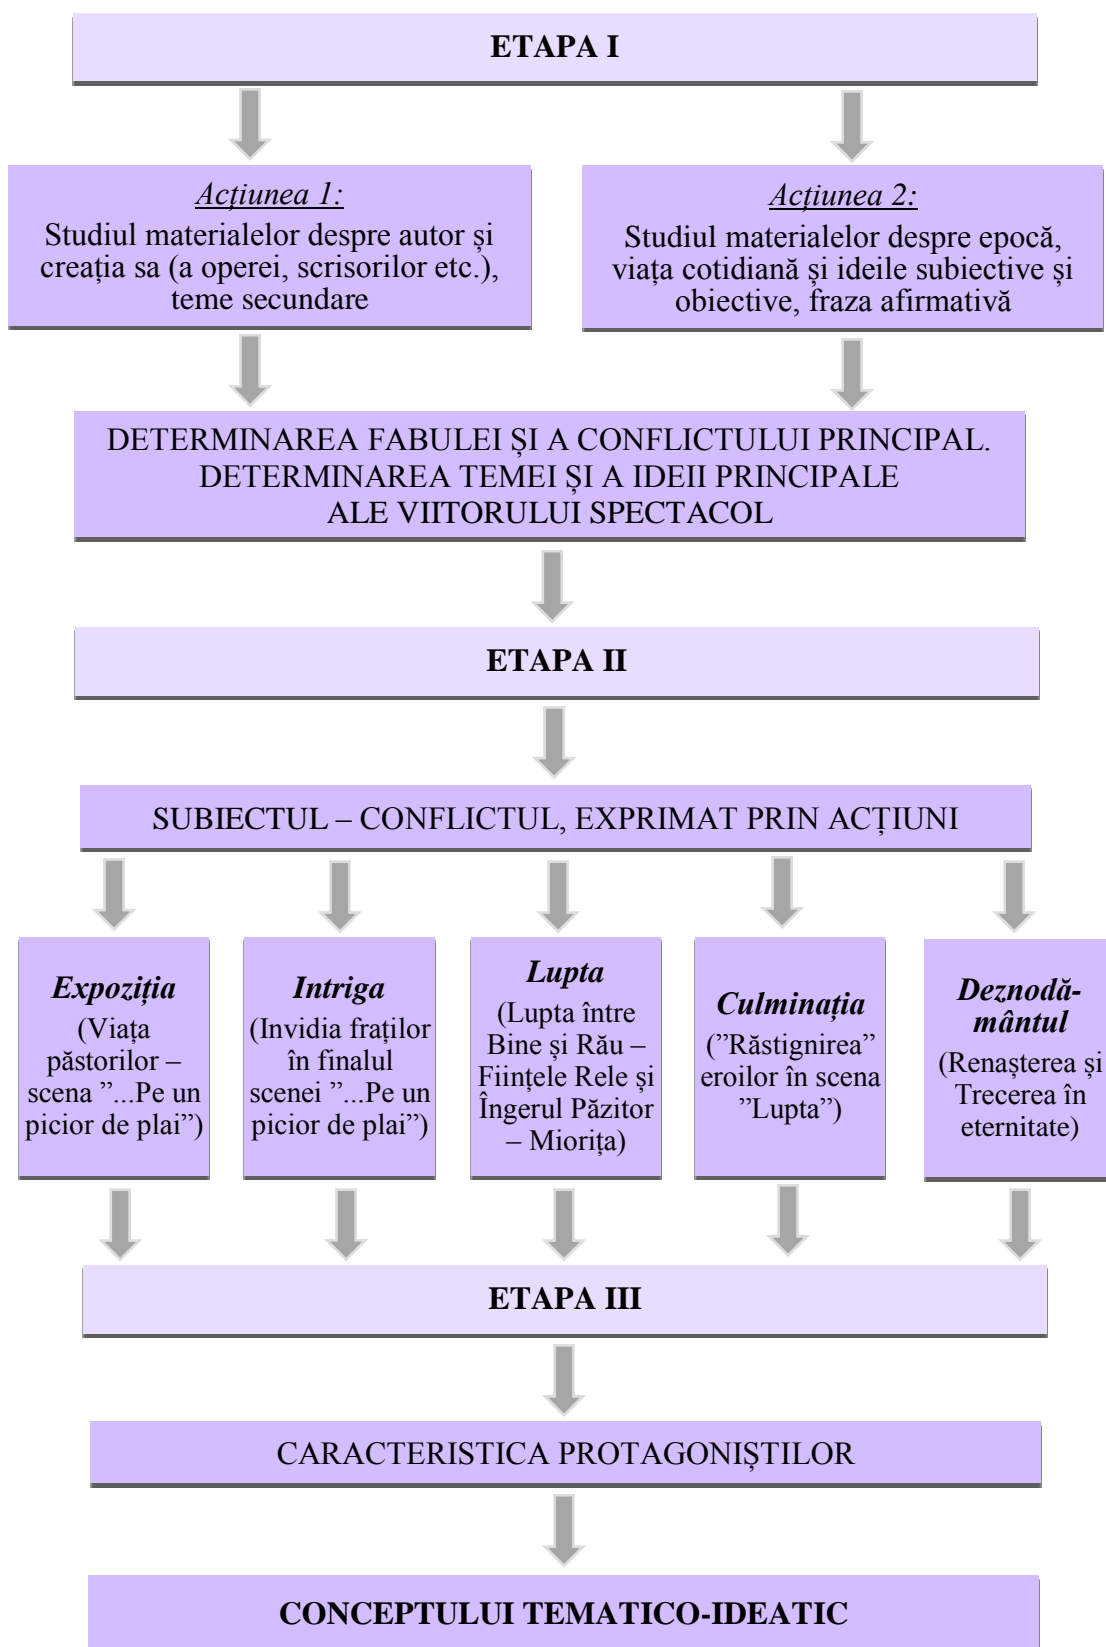 ETAPA I
Acțiunea 1:
Studiul materialelor despre autor și
creația sa (a operei, scrisorilor etc.),
teme secundare
Acțiunea 2:
Studiul materialelor despre epocă,
viața cotidiană și ideile subiective și
obiective, fraza afirmativă
DETERMINAREA FABULEI ȘI A CONFLICTULUI PRINCIPAL.
DETERMINAREA TEMEI ȘI A IDEII PRINCIPALE
ALE VIITORULUI SPECTACOL
ETAPA II
SUBIECTUL – CONFLICTUL, EXPRIMAT PRIN ACȚIUNI
Expoziția
(Viața
păstorilor –
scena ”...Pe un
picior de plai”)
Intriga
(Invidia fraților
în finalul
scenei ”...Pe un
picior de plai”)
Lupta
(Lupta între
Bine și Rău –
Ființele Rele și
Îngerul Păzitor
– Miorița)
Culminația
(”Răstignirea”
eroilor în scena
”Lupta”)
Deznodă-
mântul
(Renașterea și
Trecerea în
eternitate)
ETAPA III
CARACTERISTICA PROTAGONIȘTILOR
CONCEPTULUI TEMATICO-IDEATIC